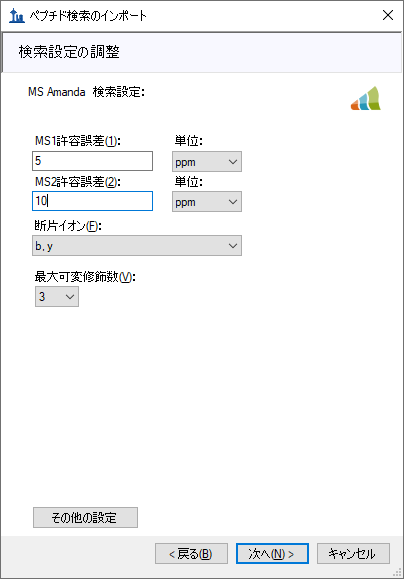 ペプチド検索のインポート
検索設定の調整
MS Amanda 検索設定:
MS1許容誤差(1): 単位:
5 ppm
MS2許容誤差(2): 単位:
10 ppm
断片イオン(F):
b, y
最大可変修飾数(V):
3
その他の設定
< 戻る(B) 次へ(N) > キャンセル